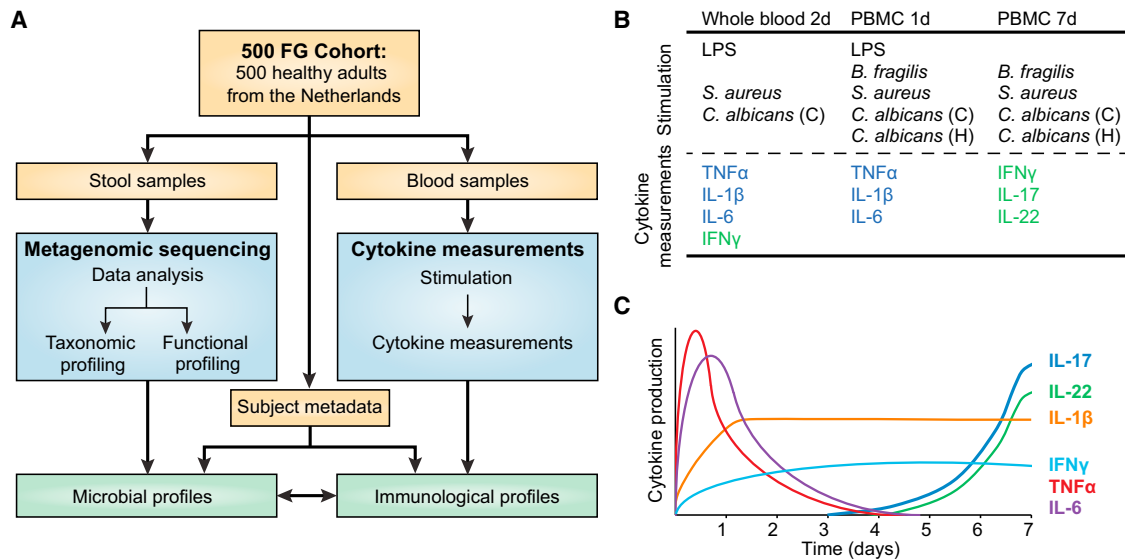 A
500 FG Cohort:
500 healthy adults
from the Netherlands
Stool samples
Blood samples
Metagenomic sequencing
Data analysis
Taxonomic
profiling
Functional
profiling
Cytokine measurements
Stimulation
Cytokine measurements
Subject metadata
Microbial profiles
Immunological profiles
B
Whole blood 2d PBMC 1d PBMC 7d
Stimulation
LPS LPS
B. fragilis B. fragilis
S. aureus S. aureus S. aureus
C. albicans (C) C. albicans (C) C. albicans (C)
C. albicans (H) C. albicans (H)
Cytokine
measurements
TNFα TNFα IFNγ
IL-1β IL-1β IL-17
IL-6 IL-6 IL-22
IFNγ
C
Cytokine production
IL-17
IL-22
IL-1β
IFNγ
TNFα
IL-6
1 2 3 4 5 6 7
Time (days)